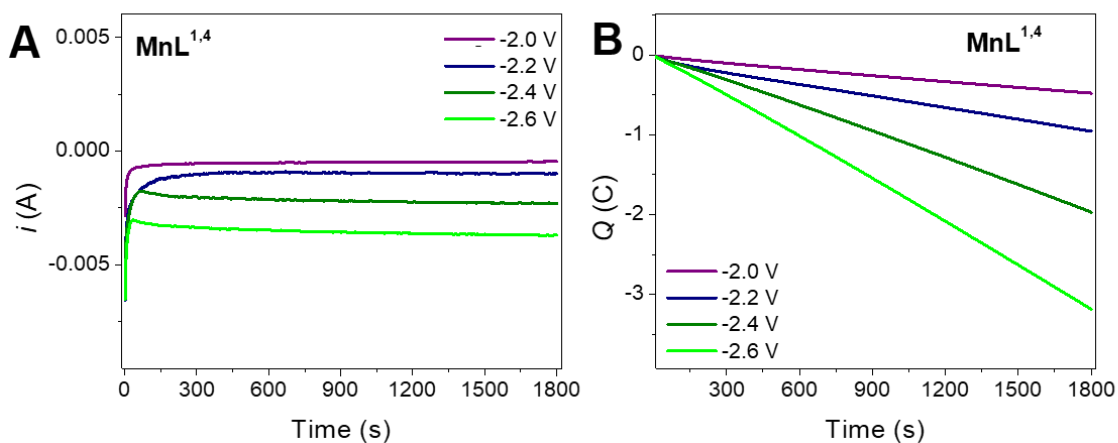 A
MnL1,4
-2.0 V
-2.2 V
-2.4 V
-2.6 V
0.005
0.000
-0.005
i (A)
0 300 600 900 1200 1500 1800
Time (s)
B
MnL1,4
0
-1
-2
-3
Q (C)
-2.0 V
-2.2 V
-2.4 V
-2.6 V
300 600 900 1200 1500 1800
Time (s)